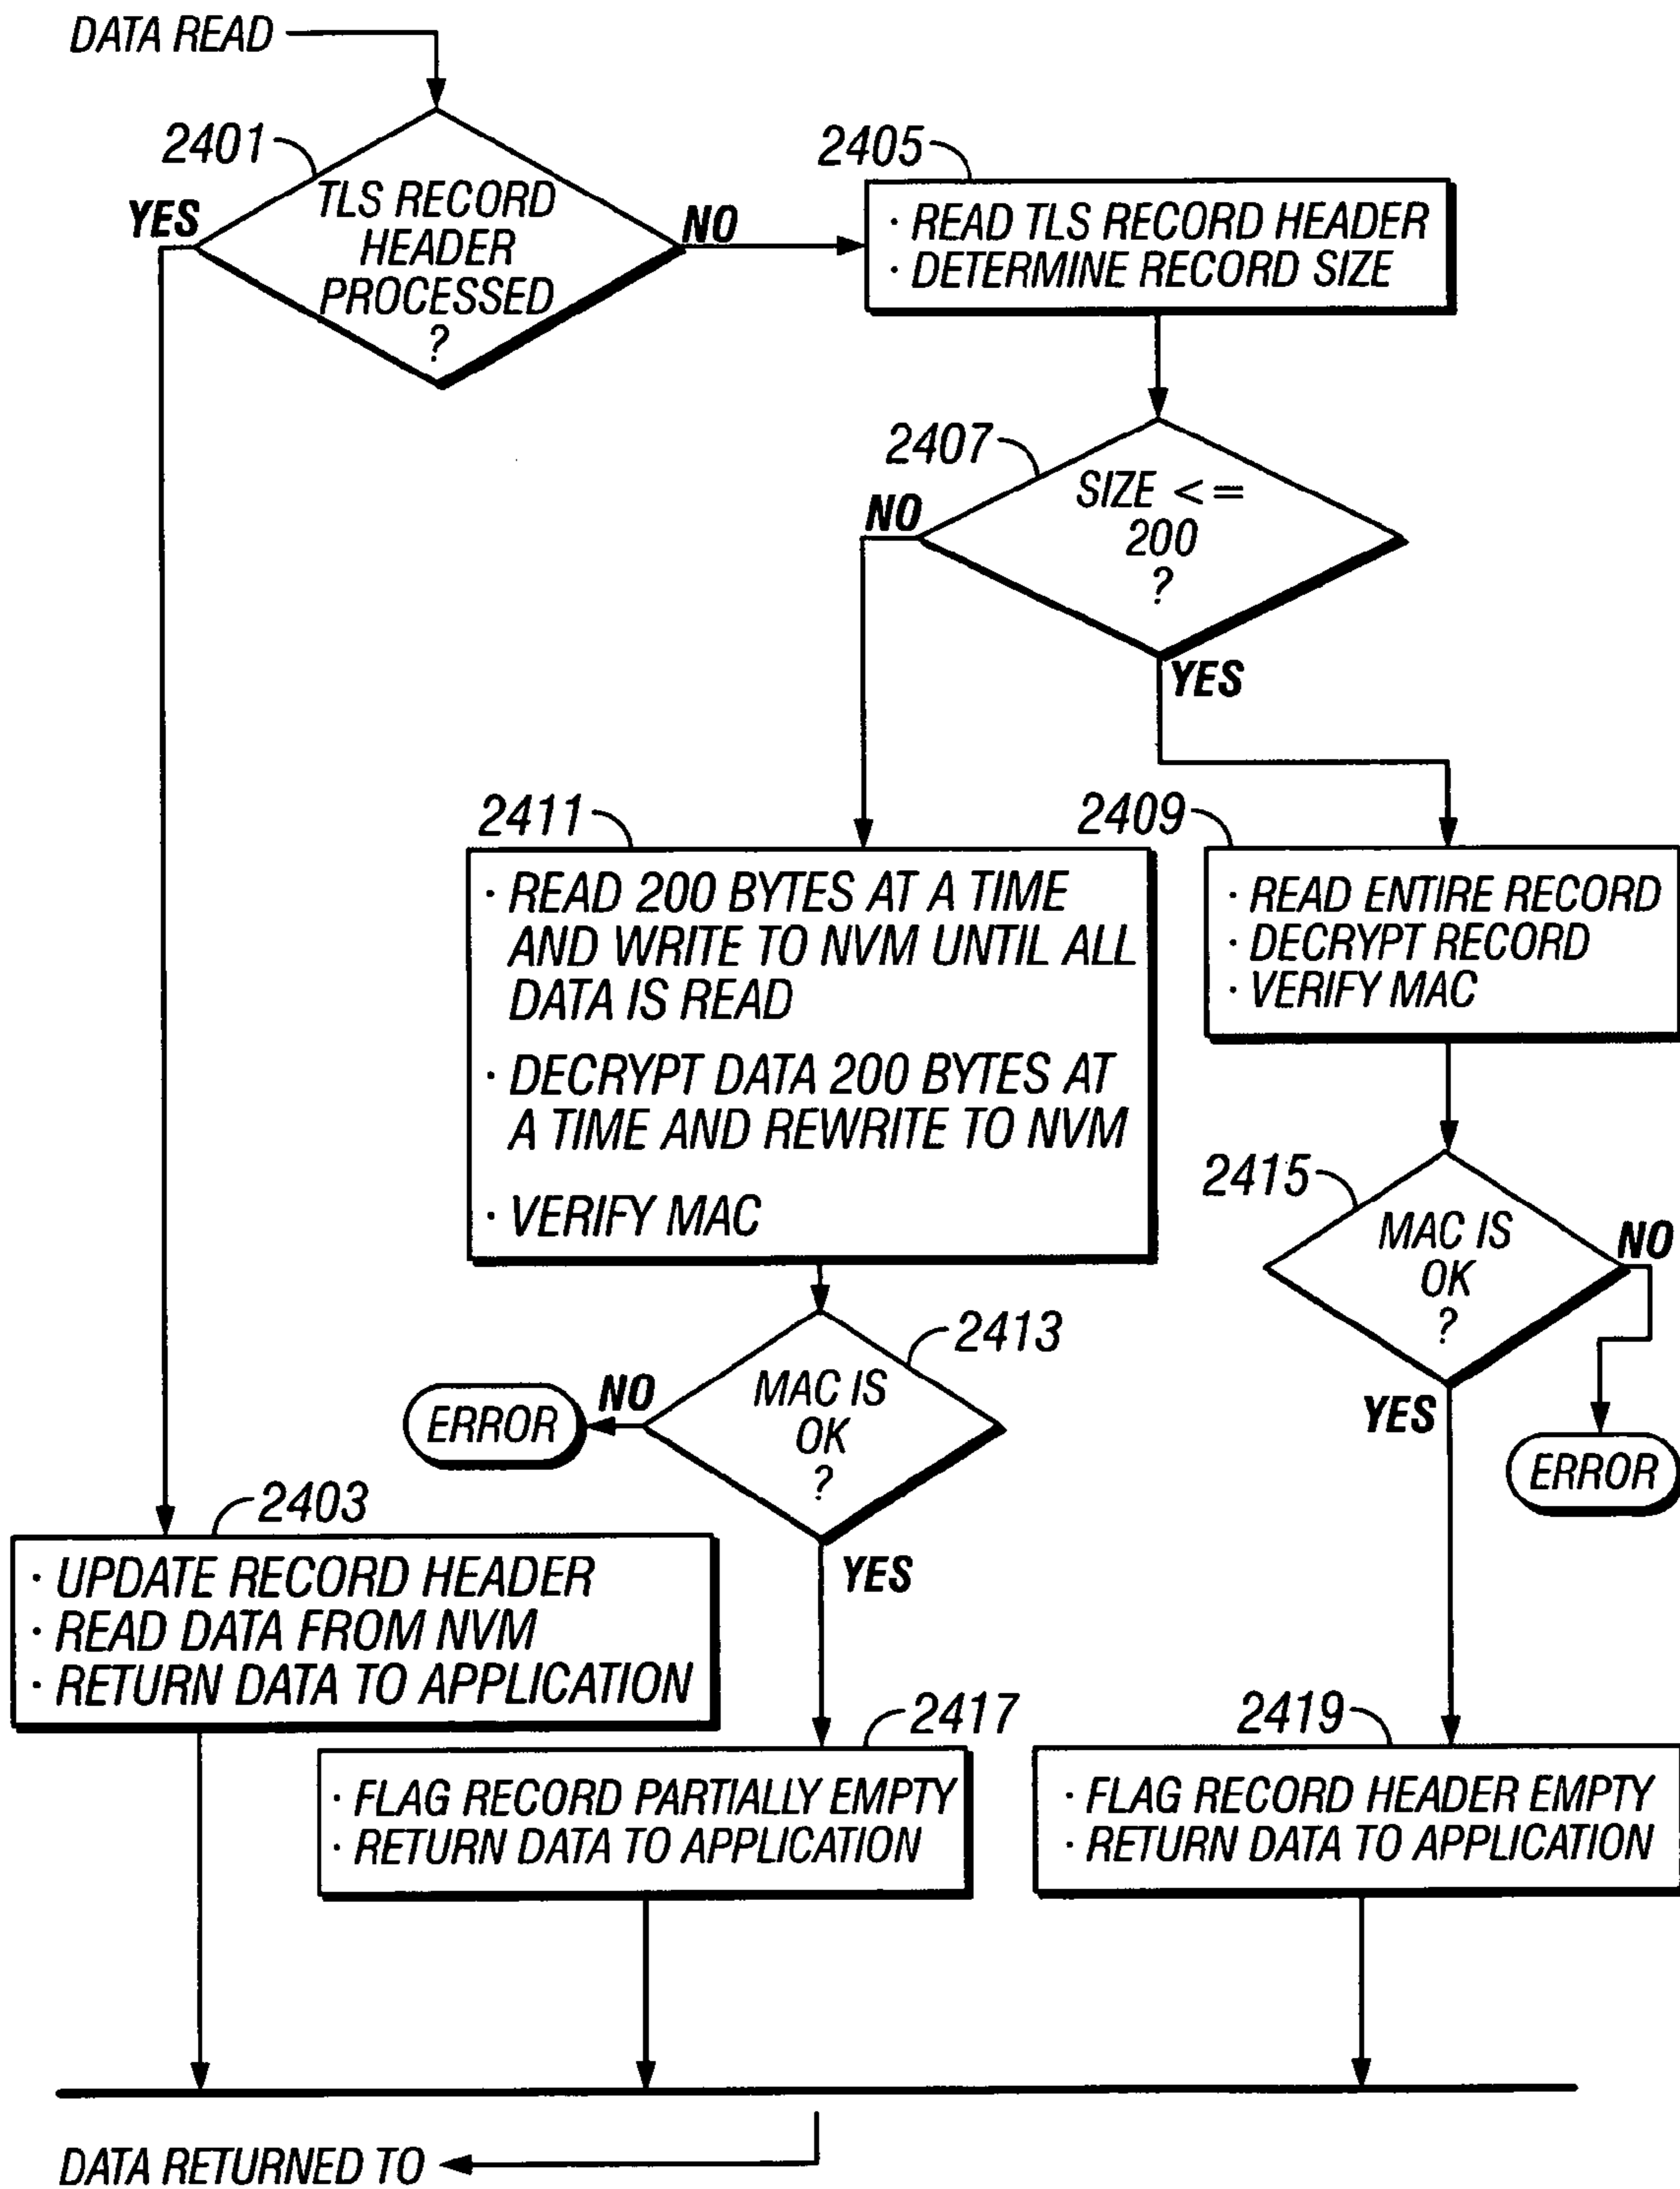 DATA READ
2401
TLS RECORD
HEADER
PROCESSED
?
YES
NO
2405
· READ TLS RECORD HEADER
· DETERMINE RECORD SIZE
2407
SIZE <=
200
?
NO
YES
2411
· READ 200 BYTES AT A TIME
AND WRITE TO NVM UNTIL ALL
DATA IS READ
· DECRYPT DATA 200 BYTES AT
A TIME AND REWRITE TO NVM
· VERIFY MAC
2409
· READ ENTIRE RECORD
· DECRYPT RECORD
· VERIFY MAC
2415
MAC IS
OK
?
NO
YES
ERROR
2413
MAC IS
OK
?
NO
ERROR
YES
2403
· UPDATE RECORD HEADER
· READ DATA FROM NVM
· RETURN DATA TO APPLICATION
2417
· FLAG RECORD PARTIALLY EMPTY
· RETURN DATA TO APPLICATION
2419
· FLAG RECORD HEADER EMPTY
· RETURN DATA TO APPLICATION
DATA RETURNED TO